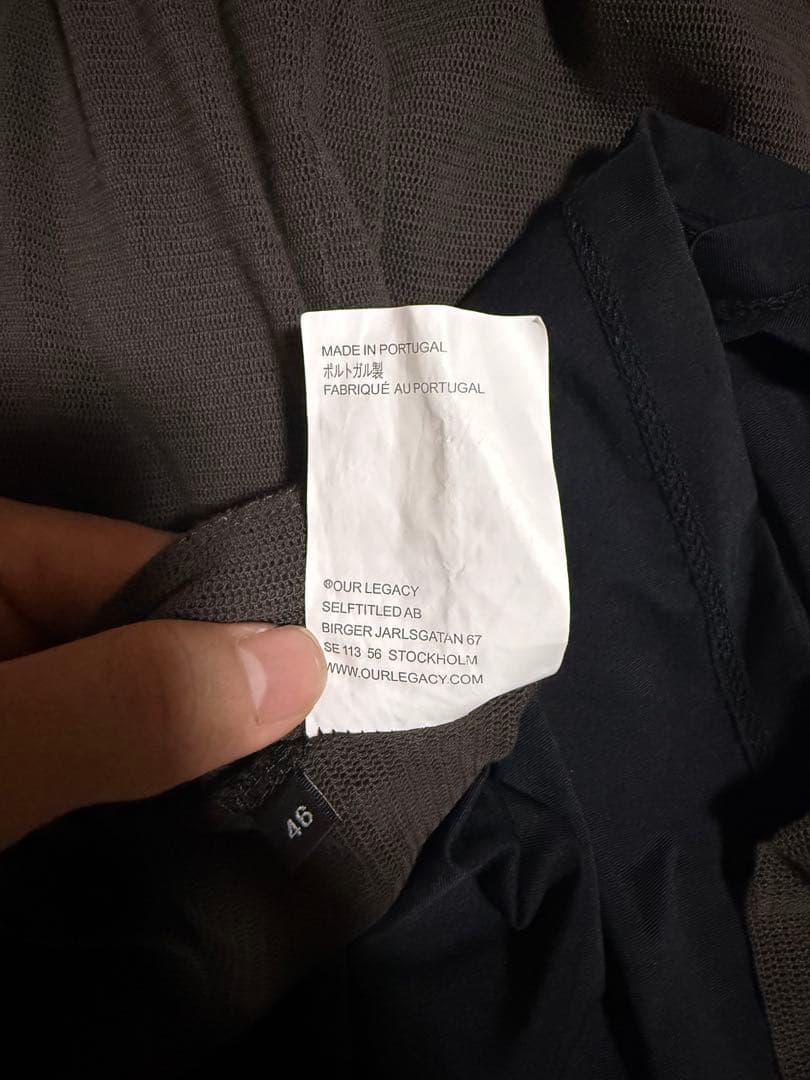 MADE IN PORTUGAL
ポルトガル製
FABRIQUÉ AU PORTUGAL
®OUR LEGACY
SELFTITLED AB
BIRGER JARLSGATAN 67
SE 113 56 STOCKHOLM
WWW.OURLEGACY.COM
46